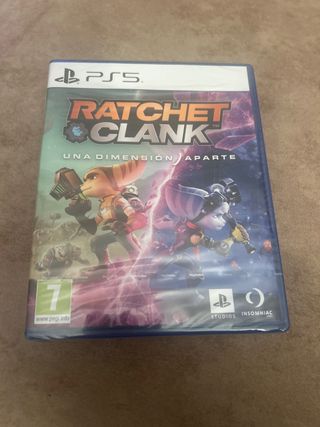 PS5
RATCHET
CLANK
UNA DIMENSIÓN APARTE
7
www.pegi.info
STUDIOS
INSOMNIAC